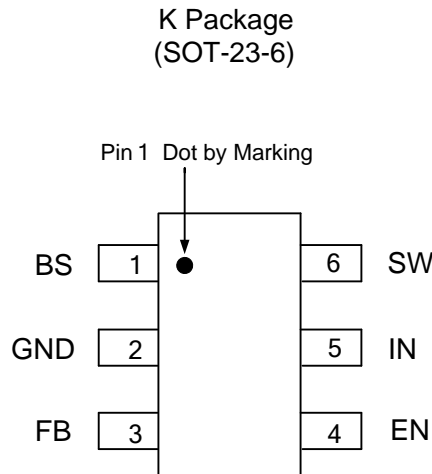 K Package
(SOT-23-6)
Pin 1 Dot by Marking
BS 1 6 SW
GND 2 5 IN
FB 3 4 EN